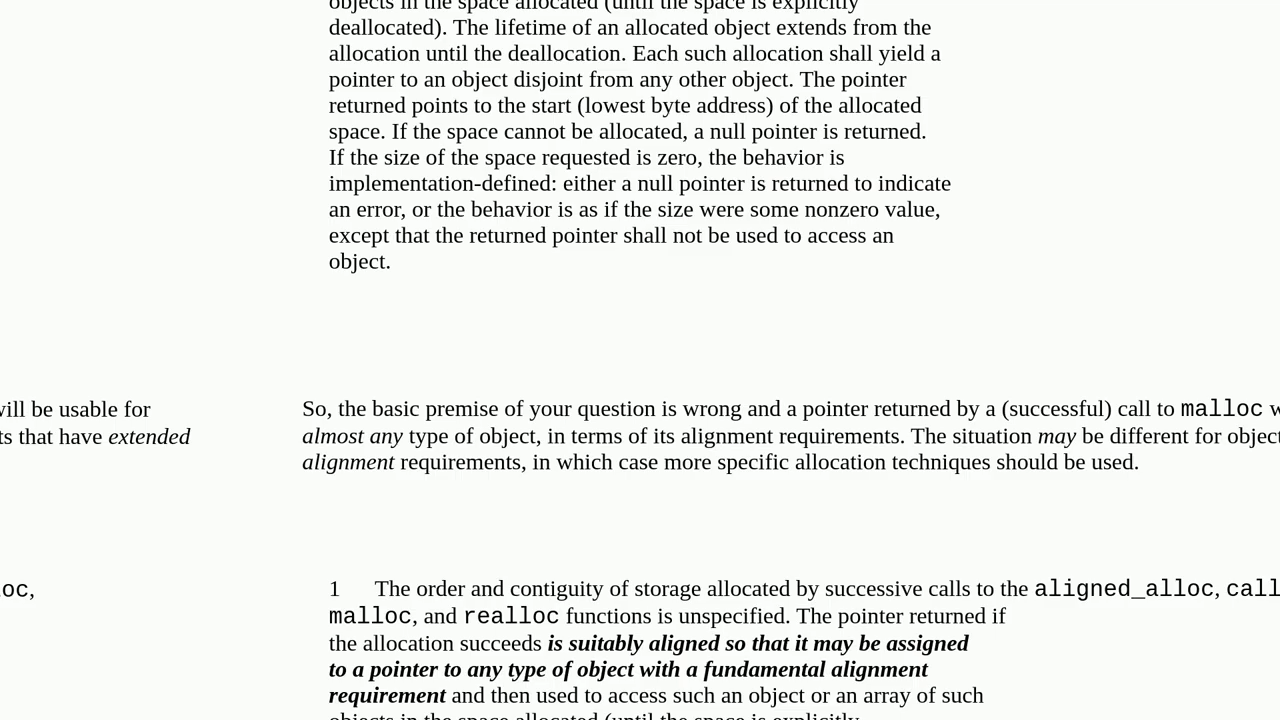 deallocated). The lifetime of an allocated object extends from the
allocation until the deallocation. Each such allocation shall yield a
pointer to an object disjoint from any other object. The pointer
returned points to the start (lowest byte address) of the allocated
space. If the space cannot be allocated, a null pointer is returned.
If the size of the space requested is zero, the behavior is
implementation-defined: either a null pointer is returned to indicate
an error, or the behavior is as if the size were some nonzero value,
except that the returned pointer shall not be used to access an
object.
will be usable for
ts that have extended
So, the basic premise of your question is wrong and a pointer returned by a (successful) call to malloc w
almost any type of object, in terms of its alignment requirements. The situation may be different for object
alignment requirements, in which case more specific allocation techniques should be used.
oc,
1 The order and contiguity of storage allocated by successive calls to the aligned_alloc, call
malloc, and realloc functions is unspecified. The pointer returned if
the allocation succeeds is suitably aligned so that it may be assigned
to a pointer to any type of object with a fundamental alignment
requirement and then used to access such an object or an array of such